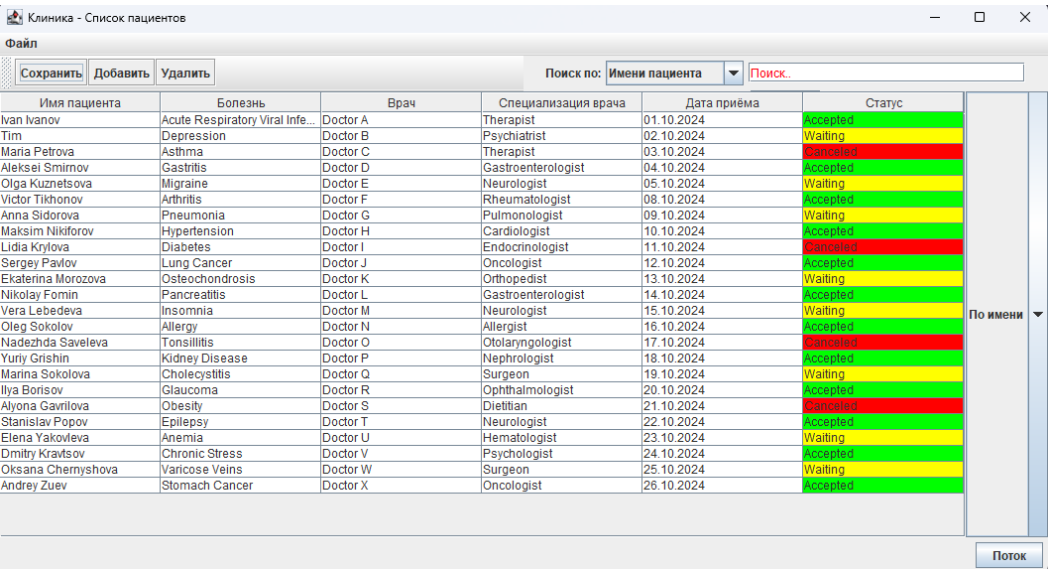 Клиника - Список пациентов
Файл
Сохранить Добавить Удалить Поиск по: Имени пациента Поиск..
Имя пациента Болезнь Врач Специализация врача Дата приёма Статус
Ivan Ivanov Acute Respiratory Viral Infe... Doctor A Therapist 01.10.2024 Accepted
Tim Depression Doctor B Psychiatrist 02.10.2024 Waiting
Maria Petrova Asthma Doctor C Therapist 03.10.2024 Canceled
Aleksei Smirnov Gastritis Doctor D Gastroenterologist 04.10.2024 Accepted
Olga Kuznetsova Migraine Doctor E Neurologist 05.10.2024 Waiting
Victor Tikhonov Arthritis Doctor F Rheumatologist 08.10.2024 Accepted
Anna Sidorova Pneumonia Doctor G Pulmonologist 09.10.2024 Waiting
Maksim Nikiforov Hypertension Doctor H Cardiologist 10.10.2024 Accepted
Lidia Krylova Diabetes Doctor I Endocrinologist 11.10.2024 Canceled
Sergey Pavlov Lung Cancer Doctor J Oncologist 12.10.2024 Accepted
Ekaterina Morozova Osteochondrosis Doctor K Orthopedist 13.10.2024 Waiting
Nikolay Fomin Pancreatitis Doctor L Gastroenterologist 14.10.2024 Accepted
Vera Lebedeva Insomnia Doctor M Neurologist 15.10.2024 Waiting
По имени
Oleg Sokolov Allergy Doctor N Allergist 16.10.2024 Accepted
Nadezhda Saveleva Tonsillitis Doctor O Otolaryngologist 17.10.2024 Canceled
Yuriy Grishin Kidney Disease Doctor P Nephrologist 18.10.2024 Accepted
Marina Sokolova Cholecystitis Doctor Q Surgeon 19.10.2024 Waiting
Ilya Borisov Glaucoma Doctor R Ophthalmologist 20.10.2024 Accepted
Alyona Gavrilova Obesity Doctor S Dietitian 21.10.2024 Canceled
Stanislav Popov Epilepsy Doctor T Neurologist 22.10.2024 Accepted
Elena Yakovleva Anemia Doctor U Hematologist 23.10.2024 Waiting
Dmitry Kravtsov Chronic Stress Doctor V Psychologist 24.10.2024 Accepted
Oksana Chernyshova Varicose Veins Doctor W Surgeon 25.10.2024 Waiting
Andrey Zuev Stomach Cancer Doctor X Oncologist 26.10.2024 Accepted
Поток